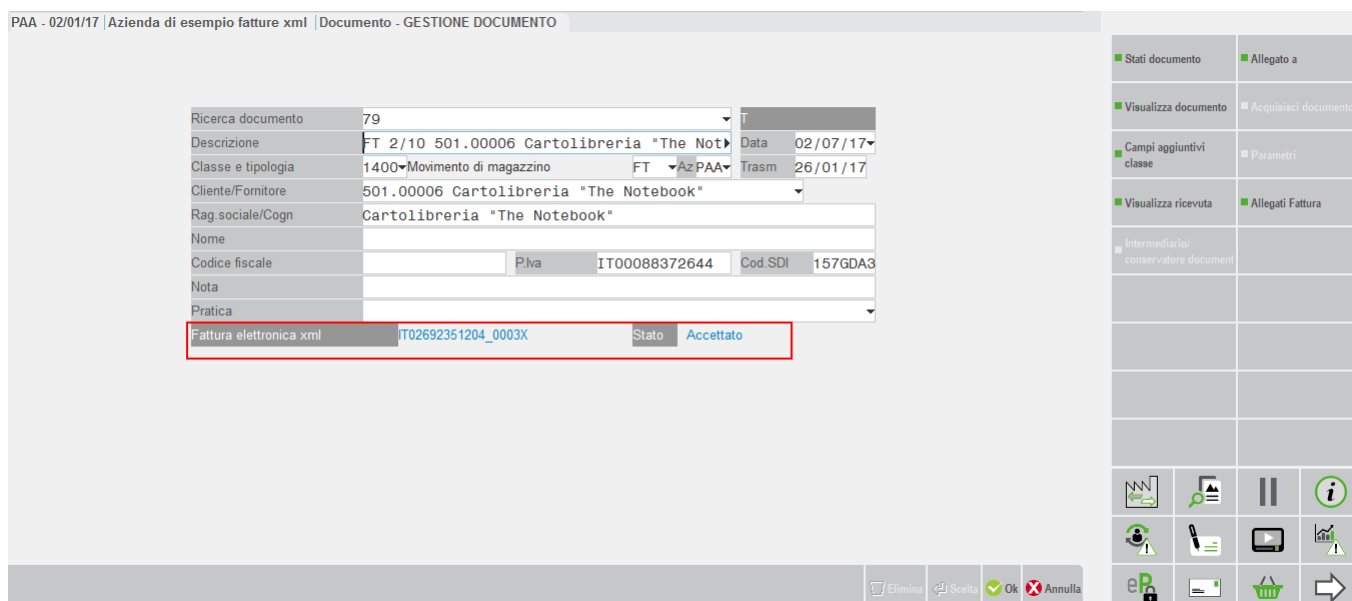 PAA - 02/01/17 | Azienda di esempio fatture xml | Documento - GESTIONE DOCUMENTO
Stati documento Allegato a
Visualizza documento Acquisisci documento
Campi aggiuntivi classe Parametri
Visualizza ricevuta Allegati Fattura
Intermediario/ conservatore document
Ricerca documento 79 T
Descrizione FT 2/10 501.00006 Cartolibreria "The Not Data 02/07/17
Classe e tipologia 1400 Movimento di magazzino FT Az PAA Trasm 26/01/17
Cliente/Fornitore 501.00006 Cartolibreria "The Notebook"
Rag.sociale/Cogn Cartolibreria "The Notebook"
Nome
Codice fiscale P.Iva IT00088372644 Cod.SDI 157GDA3
Nota
Pratica
Fattura elettronica xml IT02692351204_0003X Stato Accettato
Elimina Scelta Ok Annulla
eP